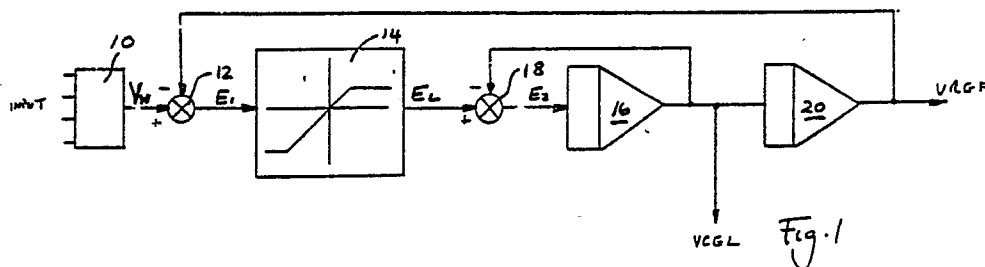 10
14
INPUT
VIN
-
+
12
E1
EL
-
+
18
E2
16
20
VRGF
VCGL
Fig. 1